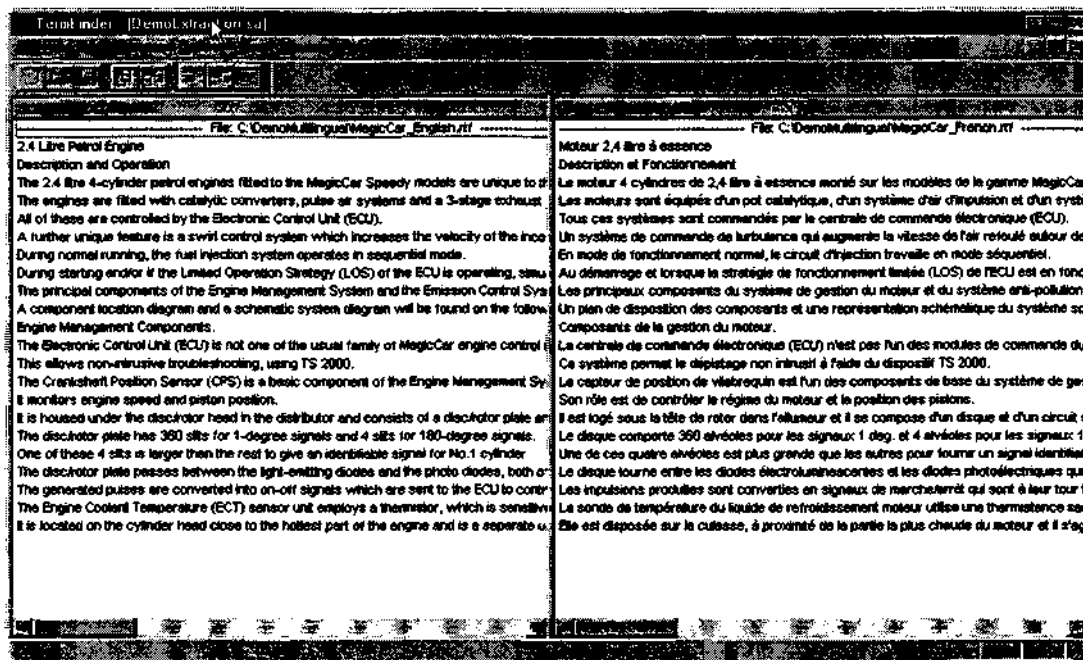 TermFinder [DemoExtraction.sa]
File: C:\DemoMultilingue\MagicCar_English.rtf
2.4 Litre Petrol Engine
Description and Operation
The 2.4 litre 4-cylinder petrol engines fitted to the MagicCar Speedy models are unique to th
The engines are fitted with catalytic converters, pulse air systems and a 3-stage exhaust
All of these are controlled by the Electronic Control Unit (ECU).
A further unique feature is a swirl control system which increases the velocity of the inco
During normal running, the fuel injection system operates in sequential mode.
During starting and/or if the Limited Operation Strategy (LOS) of the ECU is operating, simu
The principal components of the Engine Management System and the Emission Control Sys
A component location diagram and a schematic system diagram will be found on the follow
Engine Management Components.
The Electronic Control Unit (ECU) is not one of the usual family of MagicCar engine control
This allows non-intrusive troubleshooting, using TS 2000.
The Crankshaft Position Sensor (CPS) is a basic component of the Engine Management Sy
It monitors engine speed and piston position.
It is housed under the disc/rotor head in the distributor and consists of a disc/rotor plate an
The disc/rotor plate has 360 slits for 1-degree signals and 4 slits for 180-degree signals.
One of these 4 slits is larger than the rest to give an identifiable signal for No.1 cylinder
The disc/rotor plate passes between the light-emitting diodes and the photo diodes, both o
The generated pulses are converted into on-off signals which are sent to the ECU to contr
The Engine Coolant Temperature (ECT) sensor unit employs a thermistor, which is sensitive
It is located on the cylinder head close to the hottest part of the engine and is a separate u
File: C:\DemoMultilingue\MagicCar_French.rtf
Moteur 2,4 litre à essence
Description et Fonctionnement
Le moteur 4 cylindres de 2,4 litre à essence monté sur les modèles de la gamme MagicCar
Les moteurs sont équipés d'un pot catalytique, d'un système d'air d'impulsion et d'un syst
Tous ces systèmes sont commandés par le centrale de commande électronique (ECU).
Un système de commande de turbulence qui augmente la vitesse de l'air refoulé autour de
En mode de fonctionnement normal, le circuit d'injection travaille en mode séquentiel.
Au démarrage et lorsque la stratégie de fonctionnement limitée (LOS) de l'ECU est en fonc
Les principaux composants du système de gestion du moteur et du système anti-pollution
Un plan de disposition des composants et une représentation schématique du système so
Composants de la gestion du moteur.
La centrale de commande électronique (ECU) n'est pas l'un des modules de commande du
Ce système permet le dépistage non intrusif à l'aide du dispositif TS 2000.
Le capteur de position de vilebrequin est l'un des composants de base du système de ges
Son rôle est de contrôler le régime du moteur et la position des pistons.
Il est logé sous la tête de rotor dans l'allumeur et il se compose d'un disque et d'un circuit
Le disque comporte 360 alvéoles pour les signaux 1 deg. et 4 alvéoles pour les signaux 1
Une de ces quatre alvéoles est plus grande que les autres pour fournir un signal identifia
Le disque tourne entre les diodes électroluminescentes et les diodes photoélectriques qu
Les impulsions produites sont converties en signaux de marche/arrêt qui sont à leur tour
La sonde de température du liquide de refroidissement moteur utilise une thermistance se
Elle est disposée sur la culasse, à proximité de la partie la plus chaude du moteur et il s'ag